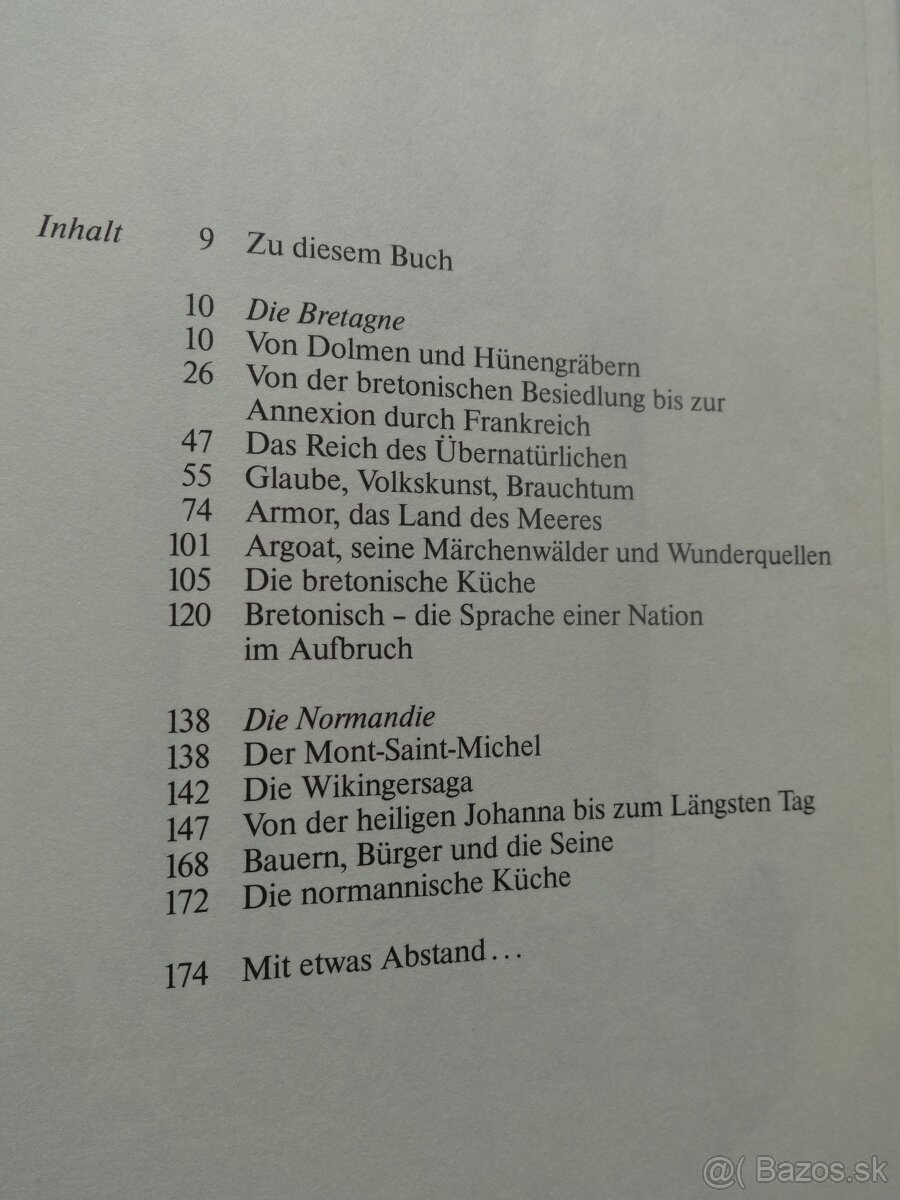 Inhalt 9 Zu diesem Buch
10 Die Bretagne
10 Von Dolmen und Hünengräbern
26 Von der bretonischen Besiedlung bis zur
Annexion durch Frankreich
47 Das Reich des Übernatürlichen
55 Glaube, Volkskunst, Brauchtum
74 Armor, das Land des Meeres
101 Argoat, seine Märchenwälder und Wunderquellen
105 Die bretonische Küche
120 Bretonisch – die Sprache einer Nation
im Aufbruch
138 Die Normandie
138 Der Mont-Saint-Michel
142 Die Wikingersaga
147 Von der heiligen Johanna bis zum Längsten Tag
168 Bauern, Bürger und die Seine
172 Die normannische Küche
174 Mit etwas Abstand...
@( Bazos.sk